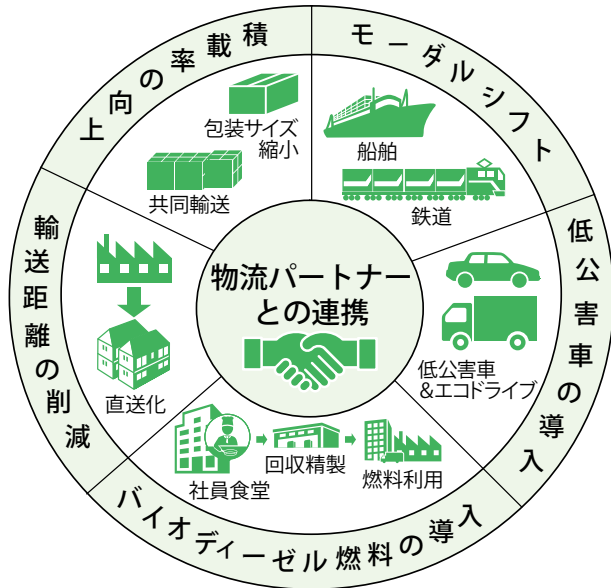 積載率の向上
包装サイズ
縮小
共同輸送
モーダルシフト
船舶
鉄道
低公害車の導入
低公害車
&エコドライブ
バイオディーゼル燃料の導入
社員食堂
回収精製
燃料利用
輸送距離の削減
直送化
物流パートナー
との連携